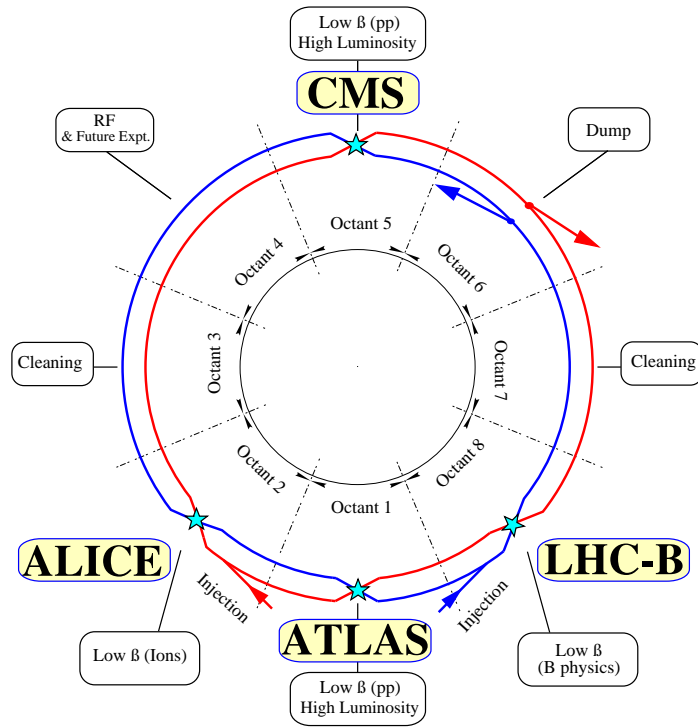 Low ß (pp)
High Luminosity
CMS
RF
& Future Expt.
Dump
Octant 5
Octant 4
Octant 6
Octant 3
Octant 7
Cleaning
Cleaning
Octant 2
Octant 8
Octant 1
ALICE
LHC-B
Injection
Injection
ATLAS
Low ß (Ions)
Low ß
(B physics)
Low ß (pp)
High Luminosity